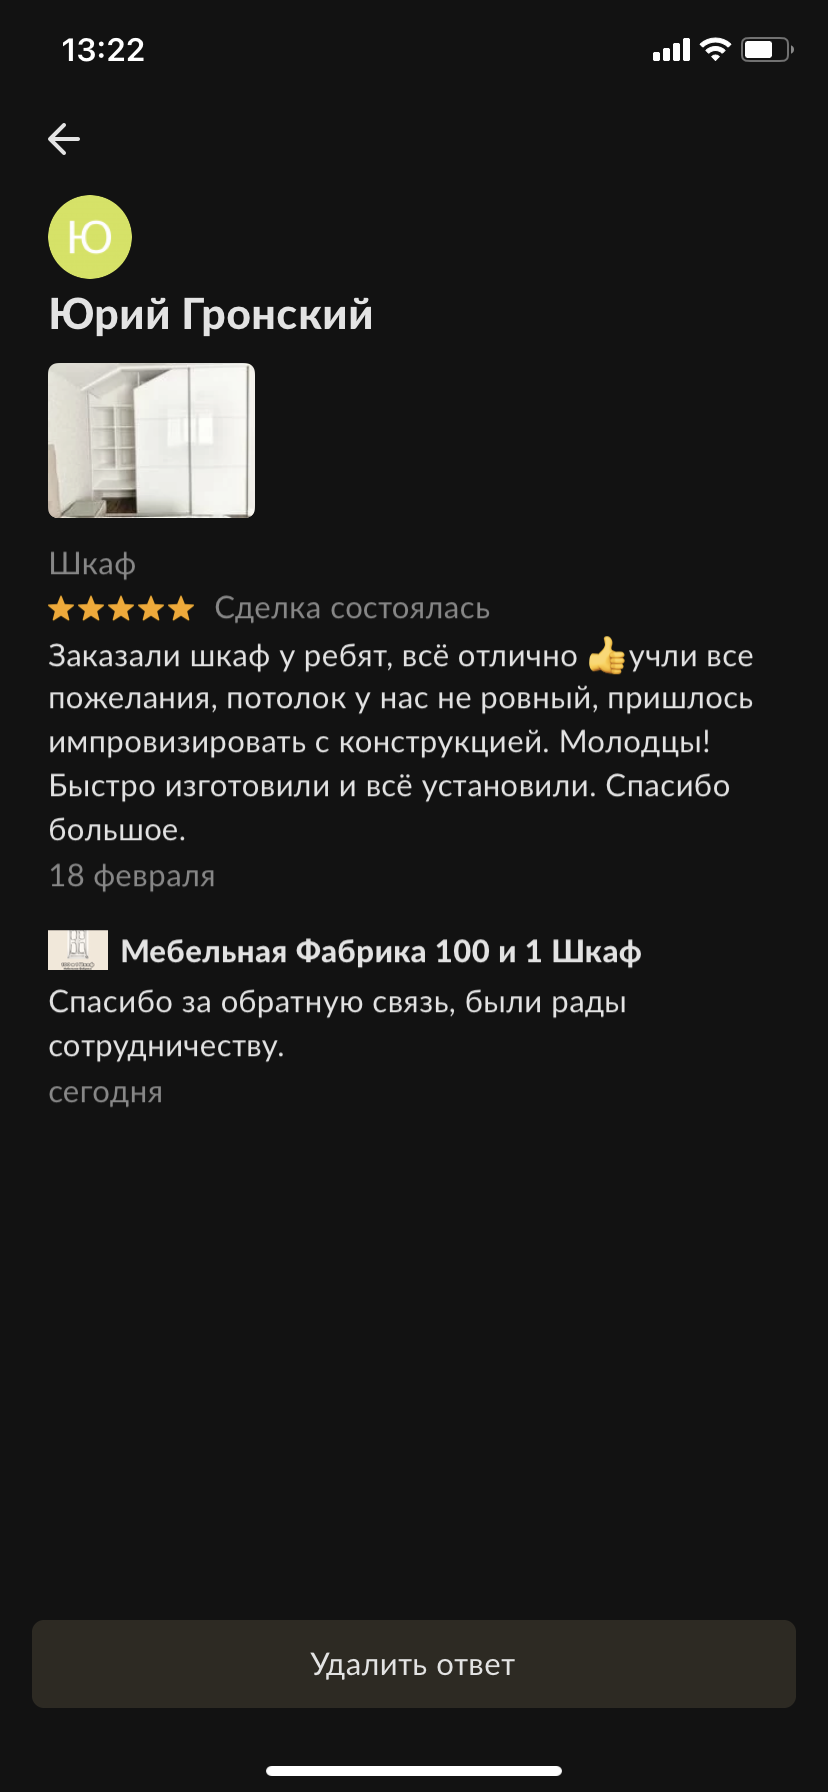 13:22
Ю
Юрий Гронский
Шкаф
Сделка состоялась
Заказали шкаф у ребят, всё отлично 👍учли все
пожелания, потолок у нас не ровный, пришлось
импровизировать с конструкцией. Молодцы!
Быстро изготовили и всё установили. Спасибо
большое.
18 февраля
Мебельная Фабрика 100 и 1 Шкаф
Спасибо за обратную связь, были рады
сотрудничеству.
сегодня
Удалить ответ